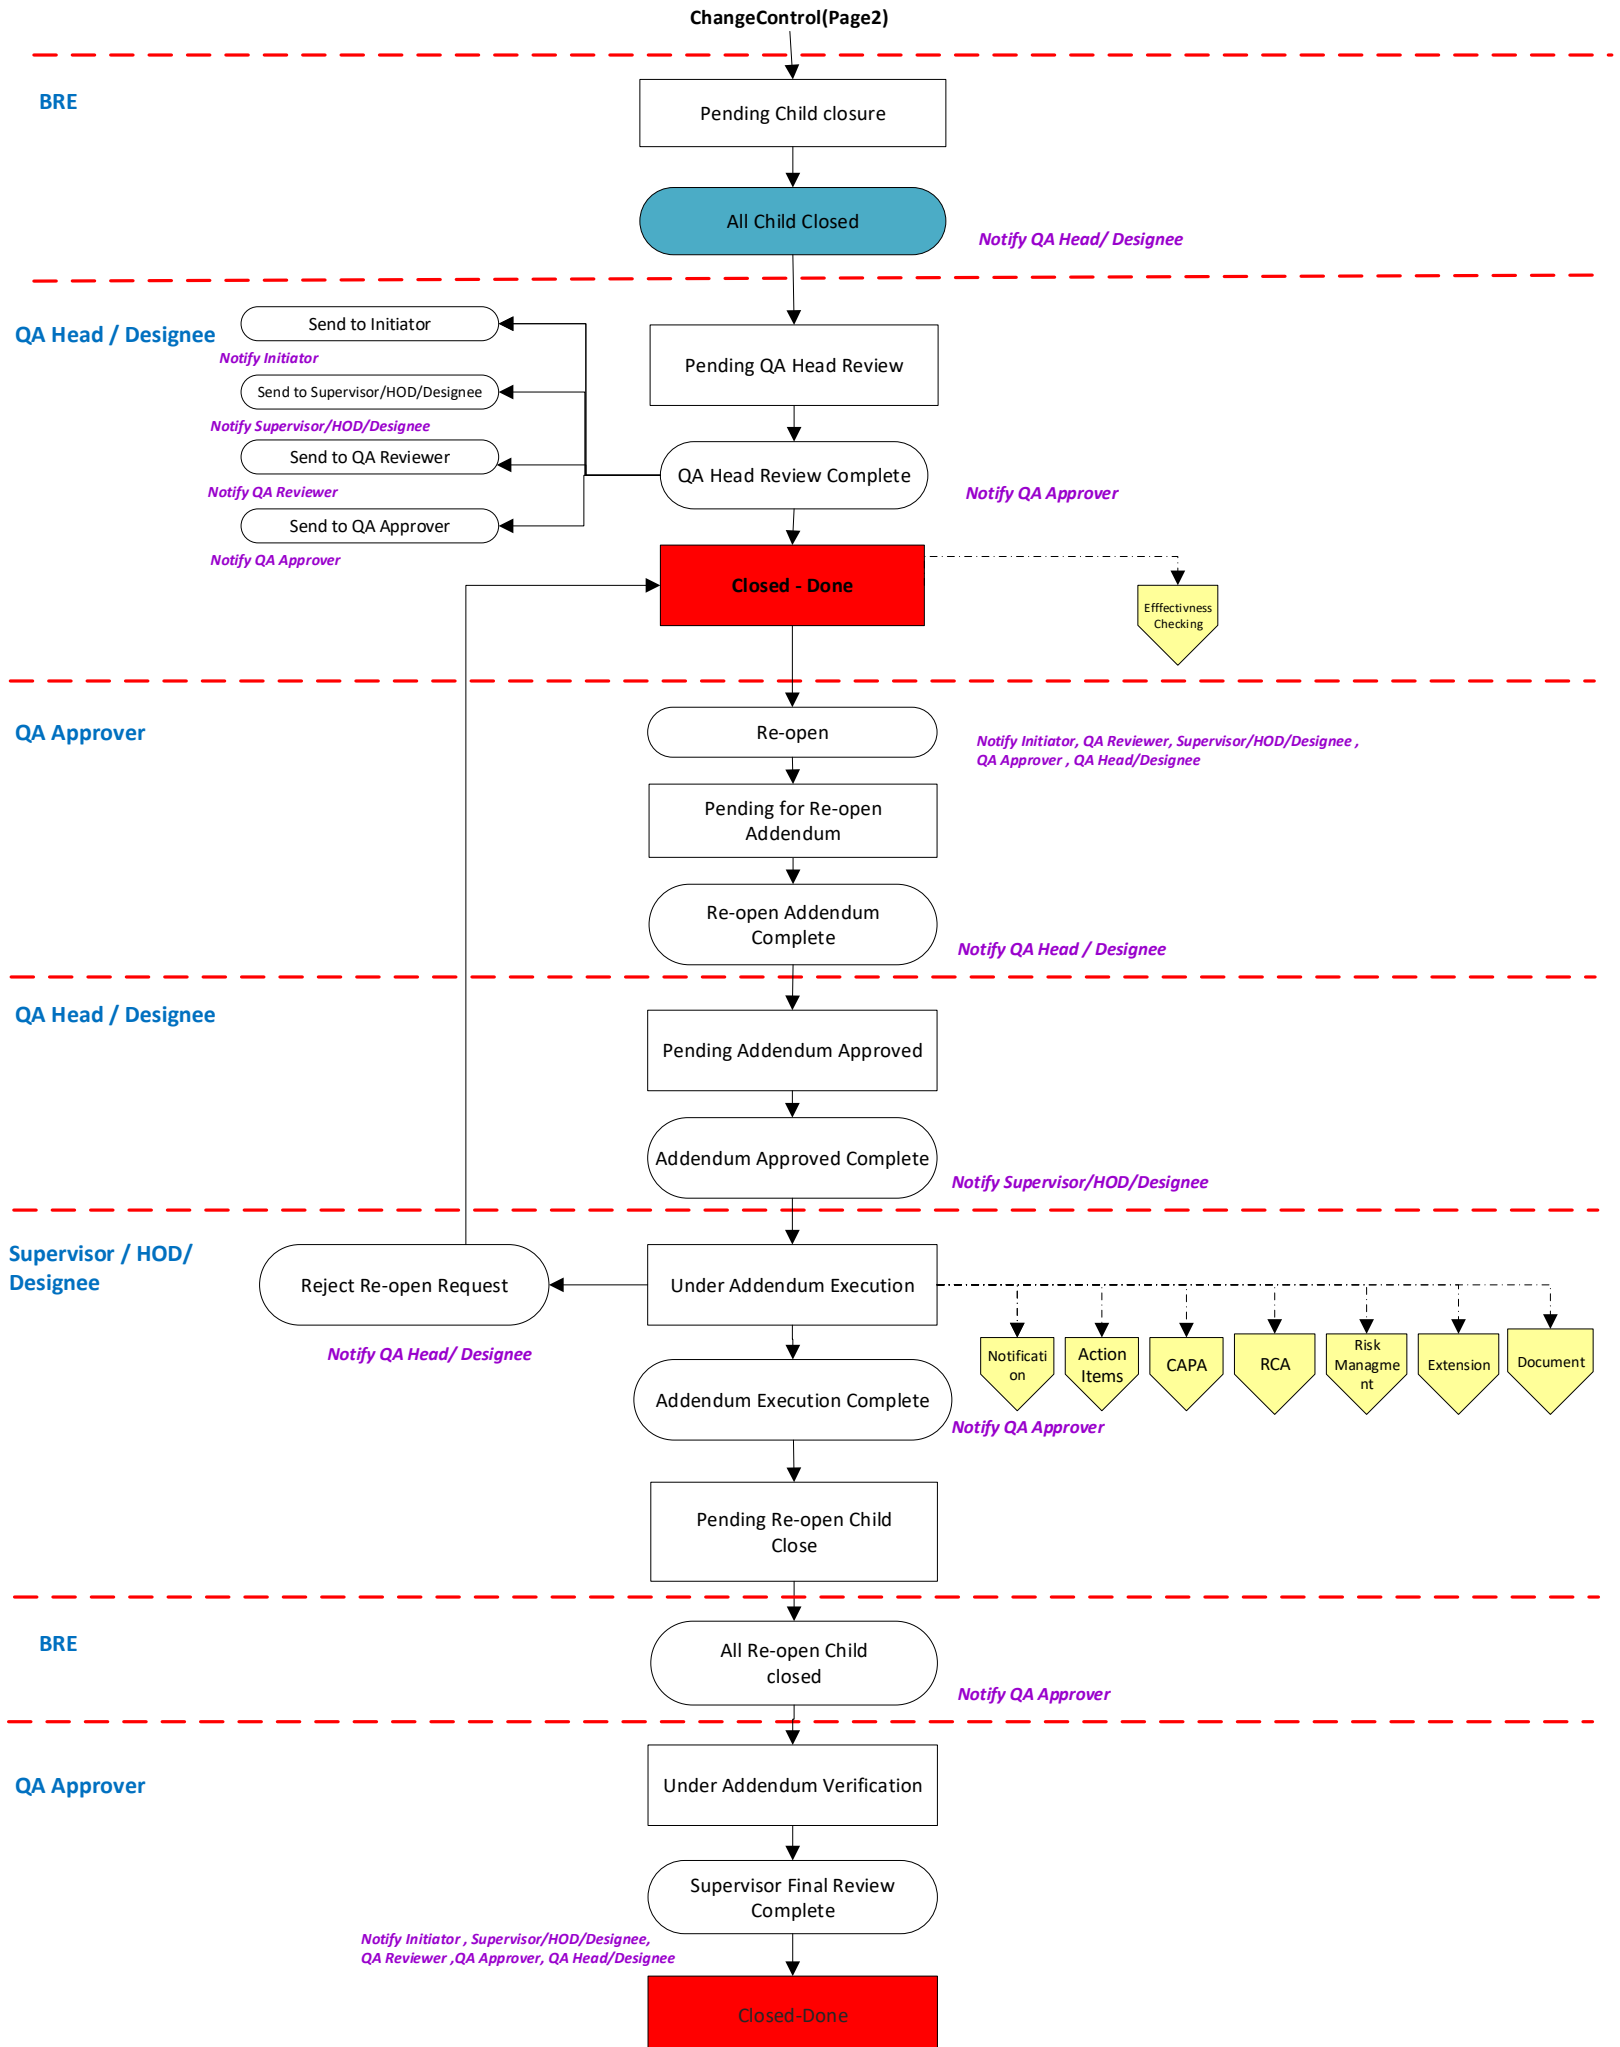 ChangeControl(Page2)
BRE
Pending Child closure
All Child Closed
Notify QA Head/ Designee
QA Head / Designee
Send to Initiator
Notify Initiator
Send to Supervisor/HOD/Designee
Notify Supervisor/HOD/Designee
Send to QA Reviewer
Notify QA Reviewer
Send to QA Approver
Notify QA Approver
Pending QA Head Review
QA Head Review Complete
Notify QA Approver
Closed - Done
Efffectivness
Checking
QA Approver
Re-open
Notify Initiator, QA Reviewer, Supervisor/HOD/Designee ,
QA Approver , QA Head/Designee
Pending for Re-open
Addendum
Re-open Addendum
Complete
Notify QA Head / Designee
QA Head / Designee
Pending Addendum Approved
Addendum Approved Complete
Notify Supervisor/HOD/Designee
Supervisor / HOD/
Designee
Reject Re-open Request
Notify QA Head/ Designee
Under Addendum Execution
Notificati
on
Action
Items
CAPA
RCA
Risk
Managme
nt
Extension
Document
Addendum Execution Complete
Notify QA Approver
Pending Re-open Child
Close
BRE
All Re-open Child
closed
Notify QA Approver
QA Approver
Under Addendum Verification
Supervisor Final Review
Complete
Notify Initiator , Supervisor/HOD/Designee,
QA Reviewer ,QA Approver, QA Head/Designee
Closed-Done